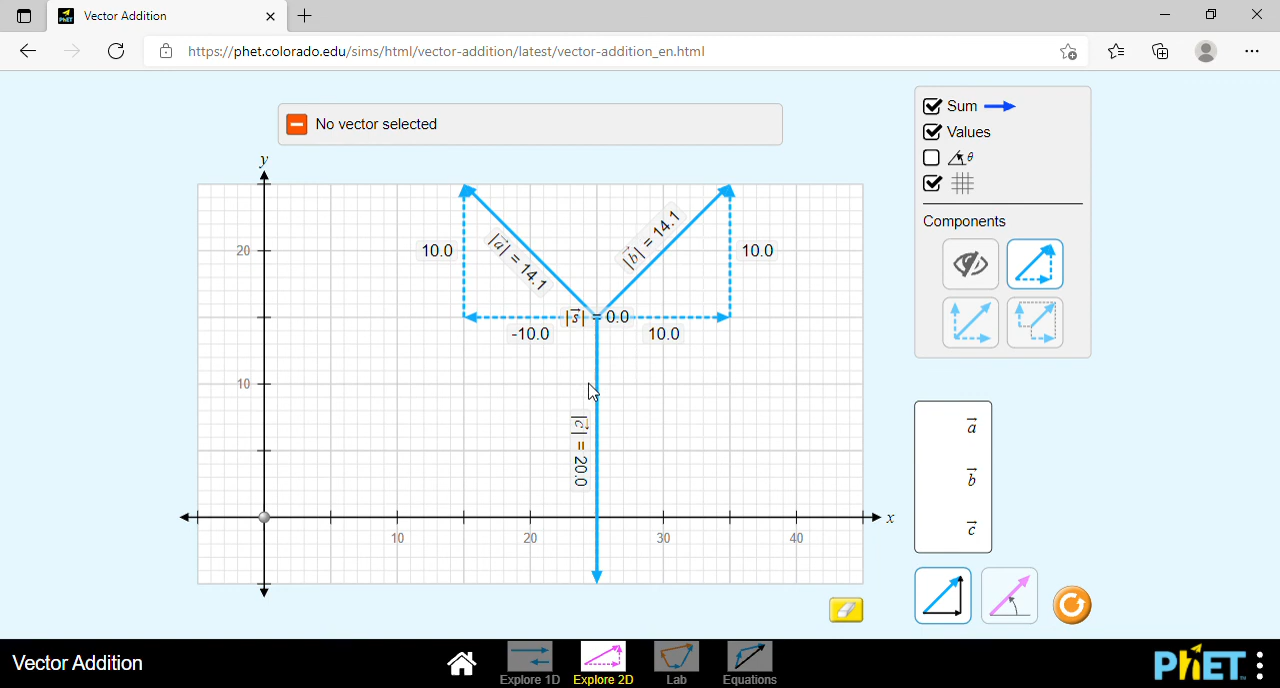 Vector Addition
https://phet.colorado.edu/sims/html/vector-addition/latest/vector-addition_en.html
No vector selected
Sum
Values
θ
Components
y
20
10
10
20
30
40
x
10.0
|a⃗| = 14.1
|b⃗| = 14.1
10.0
|s⃗| = 0.0
-10.0
10.0
|c⃗| = 20.0
a⃗
b⃗
c⃗
Vector Addition
Explore 1D
Explore 2D
Lab
Equations
PhET